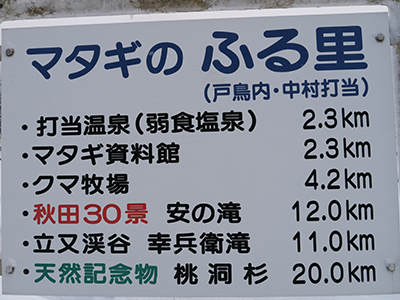 マタギの ふる里
(戸鳥内・中村打当)
・打当温泉(弱食塩泉) 2.3km
・マタギ資料館 2.3km
・クマ牧場 4.2km
・秋田30景 安の滝 12.0km
・立又渓谷 幸兵衛滝 11.0km
・天然記念物 桃洞杉 20.0km